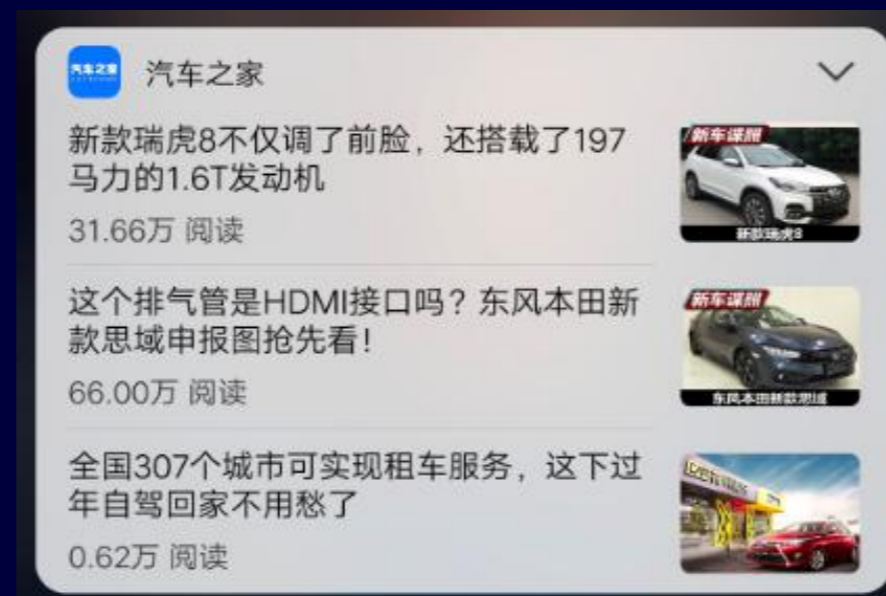 汽车之家
汽车之家
新款瑞虎8不仅调了前脸，还搭载了197
马力的1.6T发动机
31.66万 阅读
新车谍照
新款瑞虎8
这个排气管是HDMI接口吗？东风本田新
款思域申报图抢先看！
66.00万 阅读
新车谍照
东风本田新款思域
全国307个城市可实现租车服务，这下过
年自驾回家不用愁了
0.62万 阅读